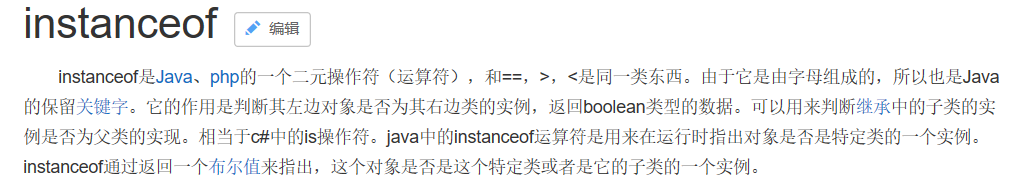 instanceof 编辑
instanceof是Java、php的一个二元操作符（运算符），和==，>，<是同一类东西。由于它是由字母组成的，所以也是Java
的保留关键字。它的作用是判断其左边对象是否为其右边类的实例，返回boolean类型的数据。可以用来判断继承中的子类的实
例是否为父类的实现。相当于c#中的is操作符。java中的instanceof运算符是用来在运行时指出对象是否是特定类的一个实例。
instanceof通过返回一个布尔值来指出，这个对象是否是这个特定类或者是它的子类的一个实例。